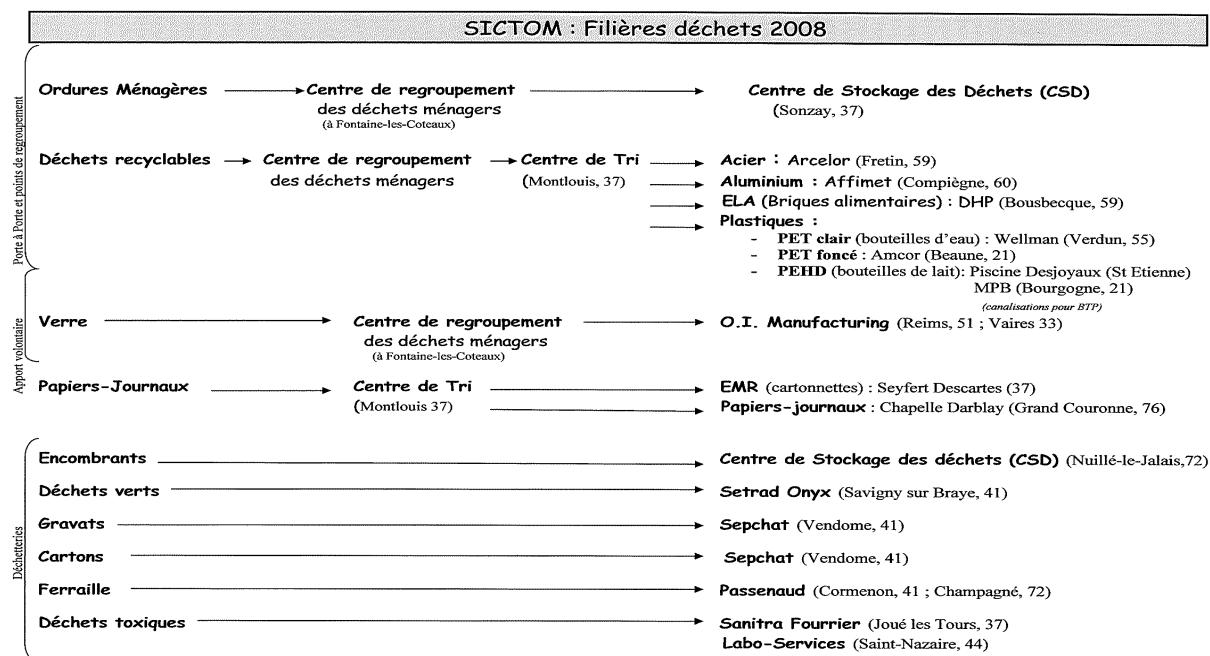 SICTOM : Filières déchets 2008
Porte à Porte et points de regroupement
Ordures Ménagères Centre de regroupement Centre de Stockage des Déchets (CSD)
des déchets ménagers (Sonzay, 37)
(à Fontaine-les-Coteaux)
Déchets recyclables Centre de regroupement Centre de Tri Acier : Arcelor (Fretin, 59)
des déchets ménagers (Montlouis, 37) Aluminium : Affimet (Compiègne, 60)
ELA (Briques alimentaires) : DHP (Bousbecque, 59)
Plastiques :
- PET clair (bouteilles d'eau) : Wellman (Verdun, 55)
- PET foncé : Amcor (Beaune, 21)
- PEHD (bouteilles de lait): Piscine Desjoyaux (St Etienne)
MPB (Bourgogne, 21)
(canalisations pour BTP)
Apport volontaire
Verre Centre de regroupement O.I. Manufacturing (Reims, 51 ; Vaires 33)
des déchets ménagers
(à Fontaine-les-Coteaux)
Papiers-Journaux Centre de Tri EMR (cartonnettes) : Seyfert Descartes (37)
(Montlouis 37) Papiers-journaux : Chapelle Darblay (Grand Couronne, 76)
Déchetteries
Encombrants Centre de Stockage des déchets (CSD) (Nuillé-le-Jalais,72)
Déchets verts Setrad Onyx (Savigny sur Braye, 41)
Gravats Sepchat (Vendome, 41)
Cartons Sepchat (Vendome, 41)
Ferraille Passenaud (Cormenon, 41 ; Champagné, 72)
Déchets toxiques Sanitra Fourrier (Joué les Tours, 37)
Labo-Services (Saint-Nazaire, 44)